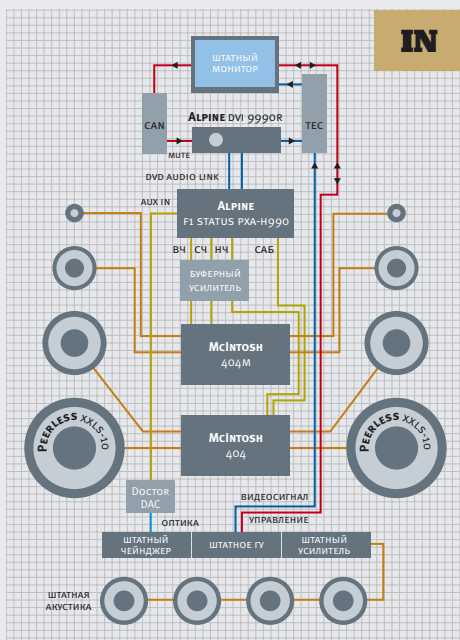 IN
ШТАТНЫЙ
МОНИТОР
ALPINE DVI 9990R
CAN
TEC
MUTE
DVD AUDIO LINK
AUX IN
ALPINE
F1 STATUS PXA-H990
ВЧ СЧ НЧ САБ
БУФЕРНЫЙ
УСИЛИТЕЛЬ
MCINTOSH
404M
PEERLESS XXLS-10
MCINTOSH
404
PEERLESS XXLS-10
DOCTOR
DAC
ВИДЕОСИГНАЛ
ОПТИКА
УПРАВЛЕНИЕ
ШТАТНЫЙ
ЧЕЙНДЖЕР
ШТАТНОЕ ГУ
ШТАТНЫЙ
УСИЛИТЕЛЬ
ШТАТНАЯ
АКУСТИКА